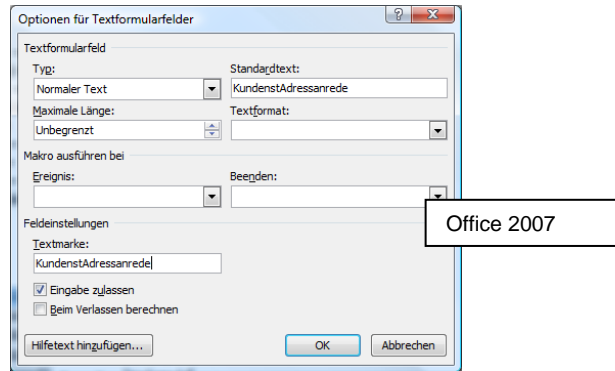 Optionen für Textformularfelder
Textformularfeld
Typ: Standardtext:
Normaler Text KundenstAdressanrede
Maximale Länge: Textformat:
Unbegrenzt
Makro ausführen bei
Ereignis: Beenden:
Feldeinstellungen
Textmarke:
KundenstAdressanrede
Eingabe zulassen
Beim Verlassen berechnen
Hilfetext hinzufügen... OK Abbrechen
Office 2007